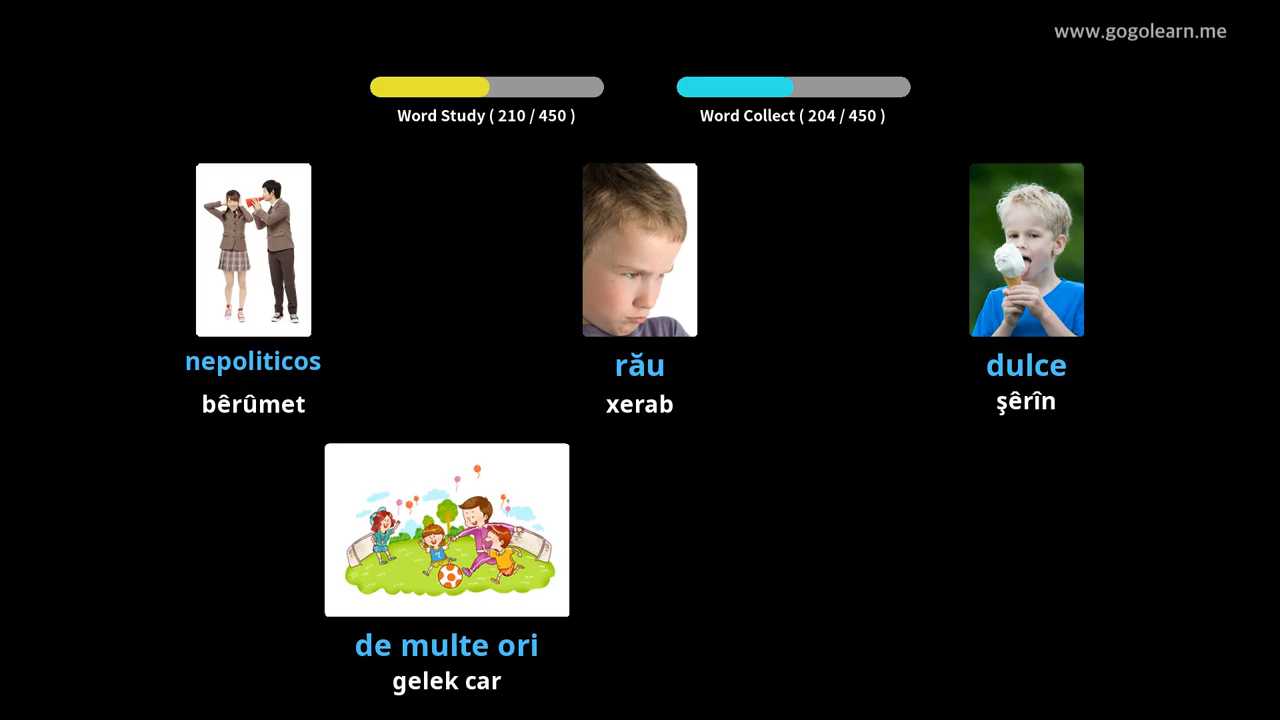 www.gogolearn.me
Word Study ( 210 / 450 )
Word Collect ( 204 / 450 )
nepoliticos
bêrûmet
rău
xerab
dulce
şêrîn
de multe ori
gelek car